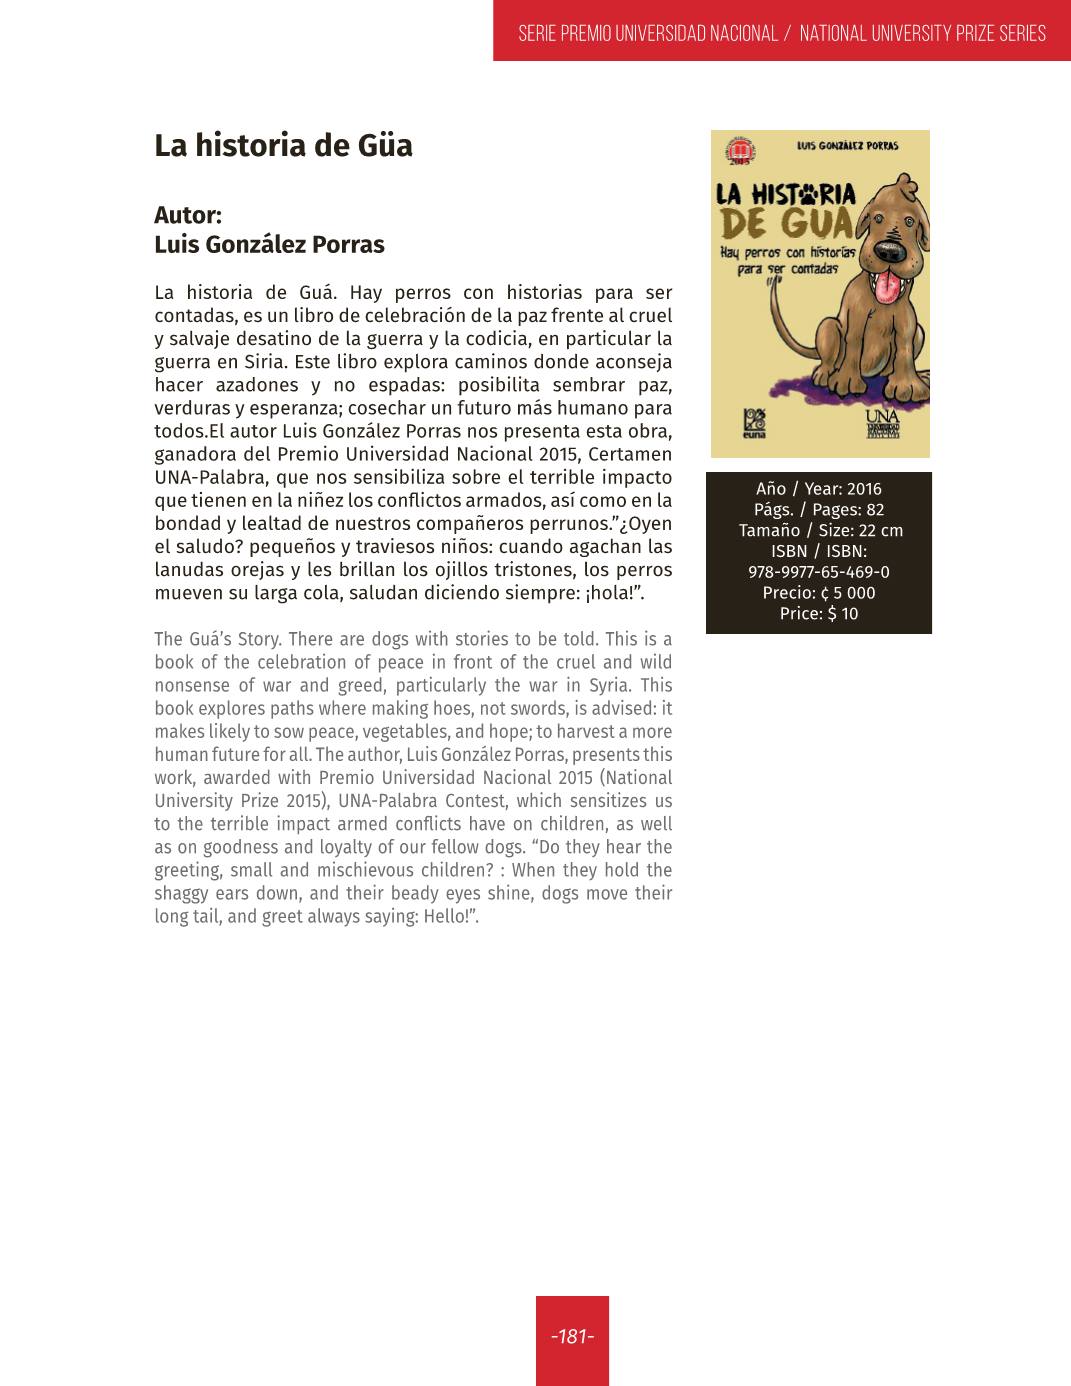 SERIE PREMIO UNIVERSIDAD NACIONAL / NATIONAL UNIVERSITY PRIZE SERIES
La historia de Güa
Autor:
Luis González Porras
La historia de Guá. Hay perros con historias para ser
contadas, es un libro de celebración de la paz frente al cruel
y salvaje desatino de la guerra y la codicia, en particular la
guerra en Siria. Este libro explora caminos donde aconseja
hacer azadones y no espadas: posibilita sembrar paz,
verduras y esperanza; cosechar un futuro más humano para
todos.El autor Luis González Porras nos presenta esta obra,
ganadora del Premio Universidad Nacional 2015, Certamen
UNA-Palabra, que nos sensibiliza sobre el terrible impacto
que tienen en la niñez los conflictos armados, así como en la
bondad y lealtad de nuestros compañeros perrunos.”¿Oyen
el saludo? pequeños y traviesos niños: cuando agachan las
lanudas orejas y les brillan los ojillos tristones, los perros
mueven su larga cola, saludan diciendo siempre: ¡hola!”.
The Guá’s Story. There are dogs with stories to be told. This is a
book of the celebration of peace in front of the cruel and wild
nonsense of war and greed, particularly the war in Syria. This
book explores paths where making hoes, not swords, is advised: it
makes likely to sow peace, vegetables, and hope; to harvest a more
human future for all. The author, Luis González Porras, presents this
work, awarded with Premio Universidad Nacional 2015 (National
University Prize 2015), UNA-Palabra Contest, which sensitizes us
to the terrible impact armed conflicts have on children, as well
as on goodness and loyalty of our fellow dogs. “Do they hear the
greeting, small and mischievous children? : When they hold the
shaggy ears down, and their beady eyes shine, dogs move their
long tail, and greet always saying: Hello!”.
2015
LUIS GONZÁLEZ PORRAS
LA HISTORIA
DE GUA
Hay perros con historias
para ser contadas
euna
UNA
UNIVERSIDAD
NACIONAL
Año / Year: 2016
Págs. / Pages: 82
Tamaño / Size: 22 cm
ISBN / ISBN:
978-9977-65-469-0
Precio: ¢ 5 000
Price: $ 10
-181-